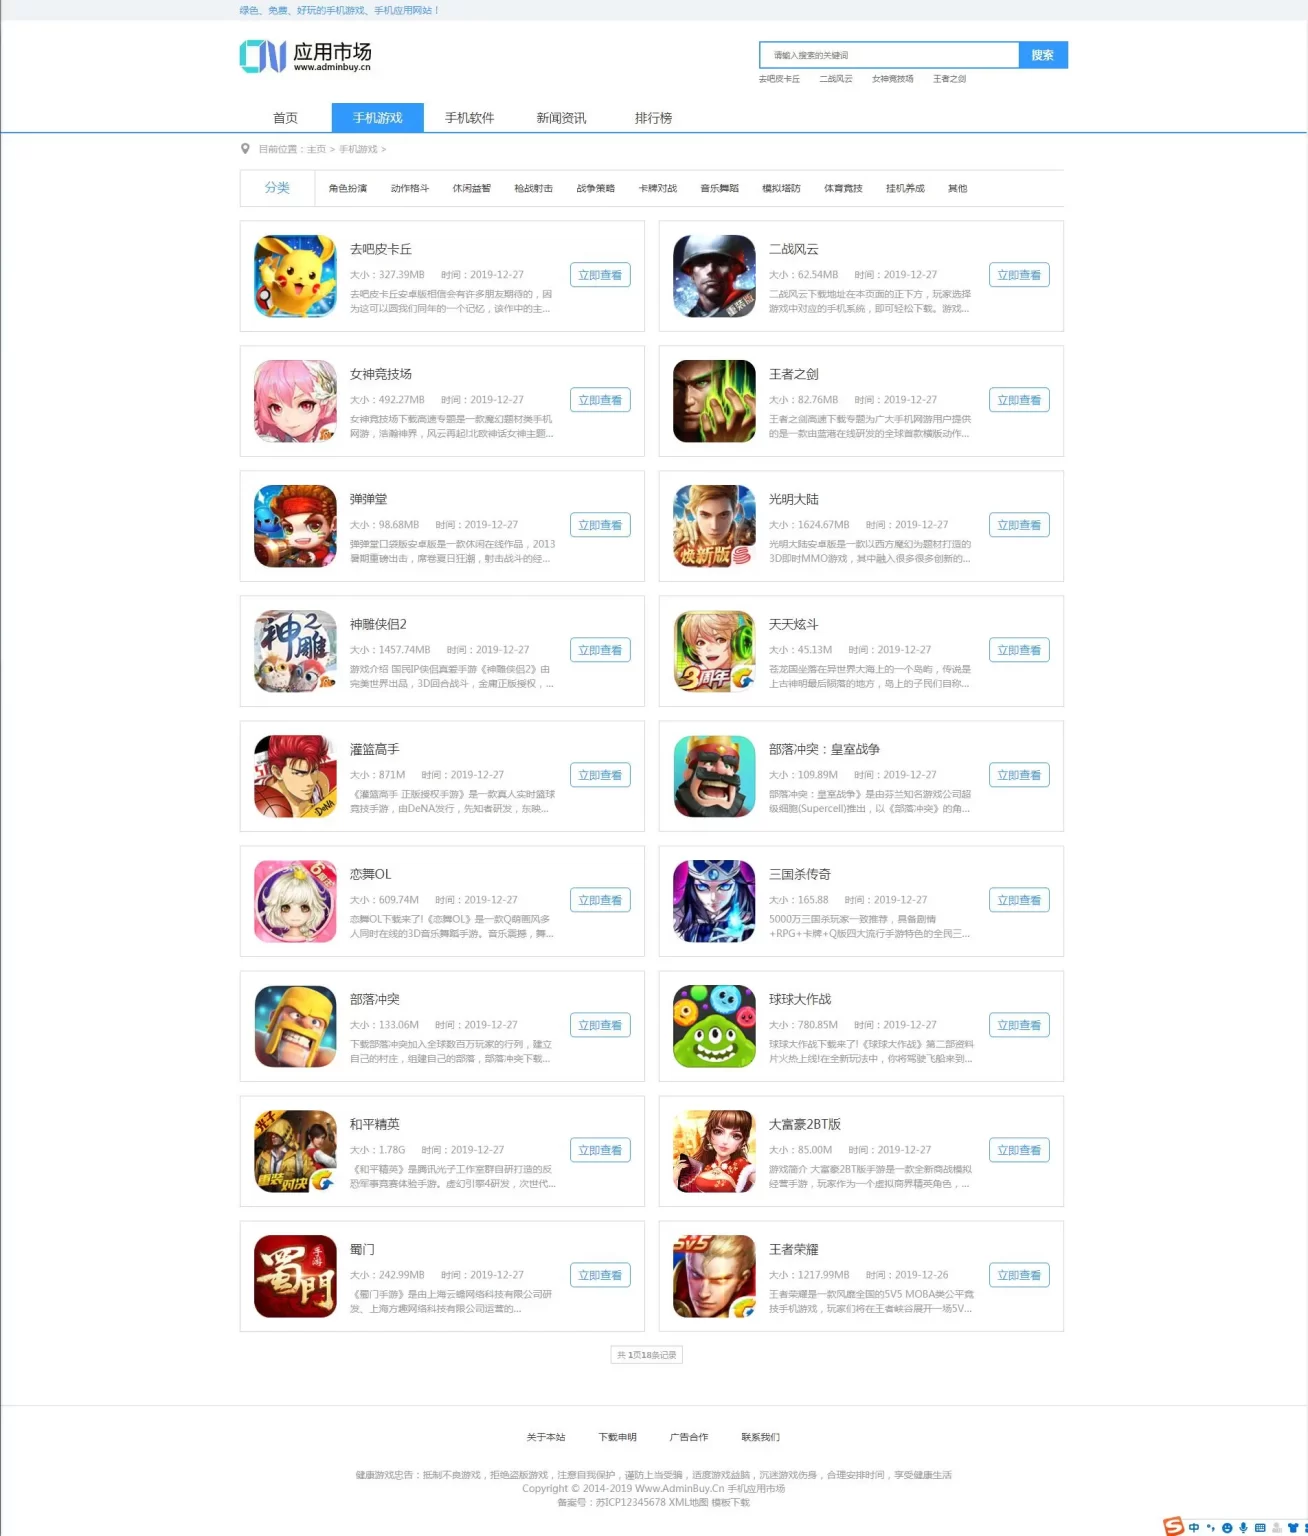 绿色、免费、好玩的手机游戏、手机应用网站！
应用市场
www.adminbuy.cn
请输入搜索的关键词
搜索
去吧皮卡丘 二战风云 女神竞技场 王者之剑
首页 手机游戏 手机软件 新闻资讯 排行榜
目前位置：主页 > 手机游戏 >
分类 角色扮演 动作格斗 休闲益智 枪战射击 战争策略 卡牌对战 音乐舞蹈 模拟塔防 体育竞技 挂机养成 其他
去吧皮卡丘
大小：327.39MB 时间：2019-12-27
去吧皮卡丘安卓版相信会有许多朋友期待的，因
为这可以圆我们同年的一个记忆，该作中的主...
立即查看
二战风云
大小：62.54MB 时间：2019-12-27
二战风云下载地址在本页面的正下方，玩家选择
游戏中对应的手机系统，即可轻松下载。游戏...
立即查看
重装版
女神竞技场
大小：492.27MB 时间：2019-12-27
女神竞技场下载高速专题是一款魔幻题材类手机
网游，浩瀚神界，风云再起!北欧神话女神主题...
立即查看
王者之剑
大小：82.76MB 时间：2019-12-27
王者之剑高速下载专题为广大手机网游用户提供
的是一款由蓝港在线研发的全球首款横版动作...
立即查看
弹弹堂
大小：98.68MB 时间：2019-12-27
弹弹堂口袋版安卓版是一款休闲在线作品，2013
暑期重磅出击，席卷夏日狂潮，射击战斗的经...
立即查看
焕新版
光明大陆
大小：1624.67MB 时间：2019-12-27
光明大陆安卓版是一款以西方魔幻为题材打造的
3D即时MMO游戏，其中融入很多很多创新的...
立即查看
神雕2
神雕侠侣2
大小：1457.74MB 时间：2019-12-27
游戏介绍 国民IP侠侣真爱手游《神雕侠侣2》由
完美世界出品，3D回合战斗，金庸正版授权，...
立即查看
3周年
天天炫斗
大小：45.13M 时间：2019-12-27
苍龙国坐落在异世界大海上的一个岛屿，传说是
上古神明最后陨落的地方，岛上的子民们自称...
立即查看
DeNA
灌篮高手
大小：871M 时间：2019-12-27
《灌篮高手 正版授权手游》是一款真人实时篮球
竞技手游，由DeNA发行，先知者研发，东映...
立即查看
部落冲突：皇室战争
大小：109.89M 时间：2019-12-27
部落冲突：皇室战争》是由芬兰知名游戏公司超
级细胞(Supercell)推出，以《部落冲突》的角...
立即查看
恋舞OL
大小：609.74M 时间：2019-12-27
恋舞OL下载来了!《恋舞OL》是一款Q萌画风多
人同时在线的3D音乐舞蹈手游。音乐震撼，舞...
立即查看
三国杀传奇
大小：165.88 时间：2019-12-27
5000万三国杀玩家一致推荐，具备剧情
+RPG+卡牌+Q版四大流行手游特色的全民三...
立即查看
部落冲突
大小：133.06M 时间：2019-12-27
下载部落冲突加入全球数百万玩家的行列，建立
自己的村庄，组建自己的部落，部落冲突下载...
立即查看
球球大作战
大小：780.85M 时间：2019-12-27
球球大作战下载来了!《球球大作战》第二部资料
片火热上线!在全新玩法中，你将驾驶飞船来到...
立即查看
光子
重装对决
和平精英
大小：1.78G 时间：2019-12-27
《和平精英》是腾讯光子工作室群自研打造的反
恐军事竞赛体验手游。虚幻引擎4研发，次世代...
立即查看
大富豪2BT版
大小：85.00M 时间：2019-12-27
游戏简介 大富豪2BT版手游是一款全新商战模拟
经营手游，玩家作为一个虚拟商界精英角色，...
立即查看
蜀門
手游
蜀门
大小：242.99MB 时间：2019-12-27
《蜀门手游》是由上海云蟾网络科技有限公司研
发、上海方趣网络科技有限公司运营的...
立即查看
5v5
王者荣耀
大小：1217.99MB 时间：2019-12-26
王者荣耀是一款风靡全国的5V5 MOBA类公平竞
技手机游戏，玩家们将在王者峡谷展开一场5V...
立即查看
共 1页18条记录
关于本站 下载申明 广告合作 联系我们
健康游戏忠告：抵制不良游戏，拒绝盗版游戏，注意自我保护，谨防上当受骗，适度游戏益脑，沉迷游戏伤身，合理安排时间，享受健康生活
Copyright © 2014-2019 Www.AdminBuy.Cn 手机应用市场
备案号：苏ICP12345678 XML地图 模板下载
中